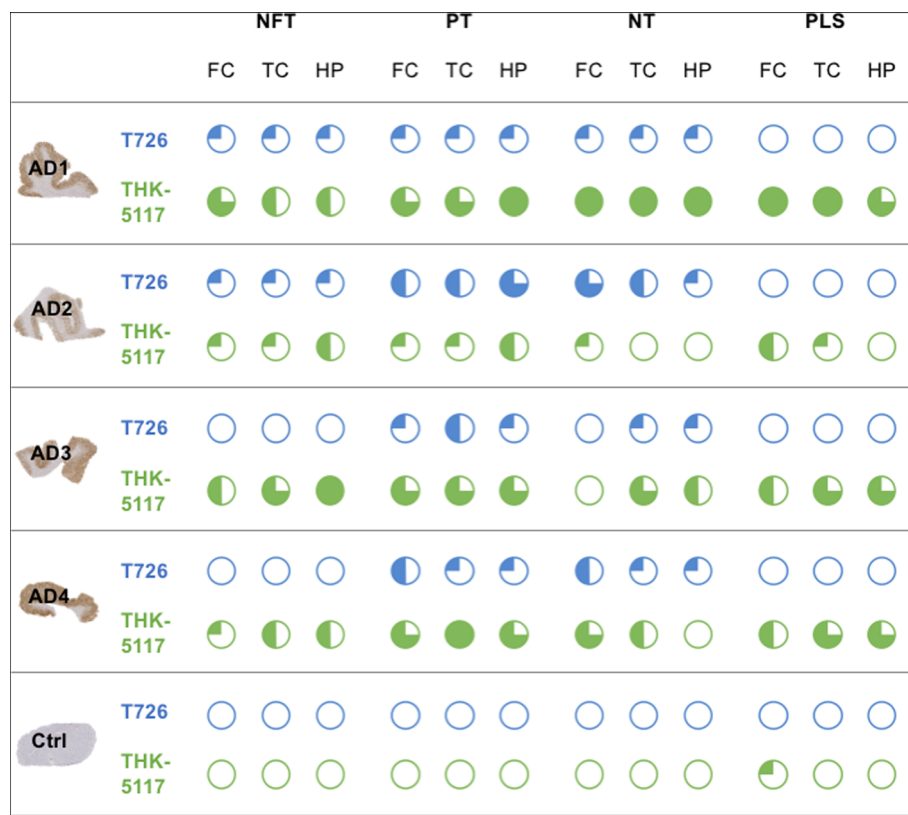 NFT PT NT PLS
FC TC HP FC TC HP FC TC HP FC TC HP
T726
AD1
THK-
5117
T726
AD2
THK-
5117
T726
AD3
THK-
5117
T726
AD4
THK-
5117
T726
Ctrl
THK-
5117